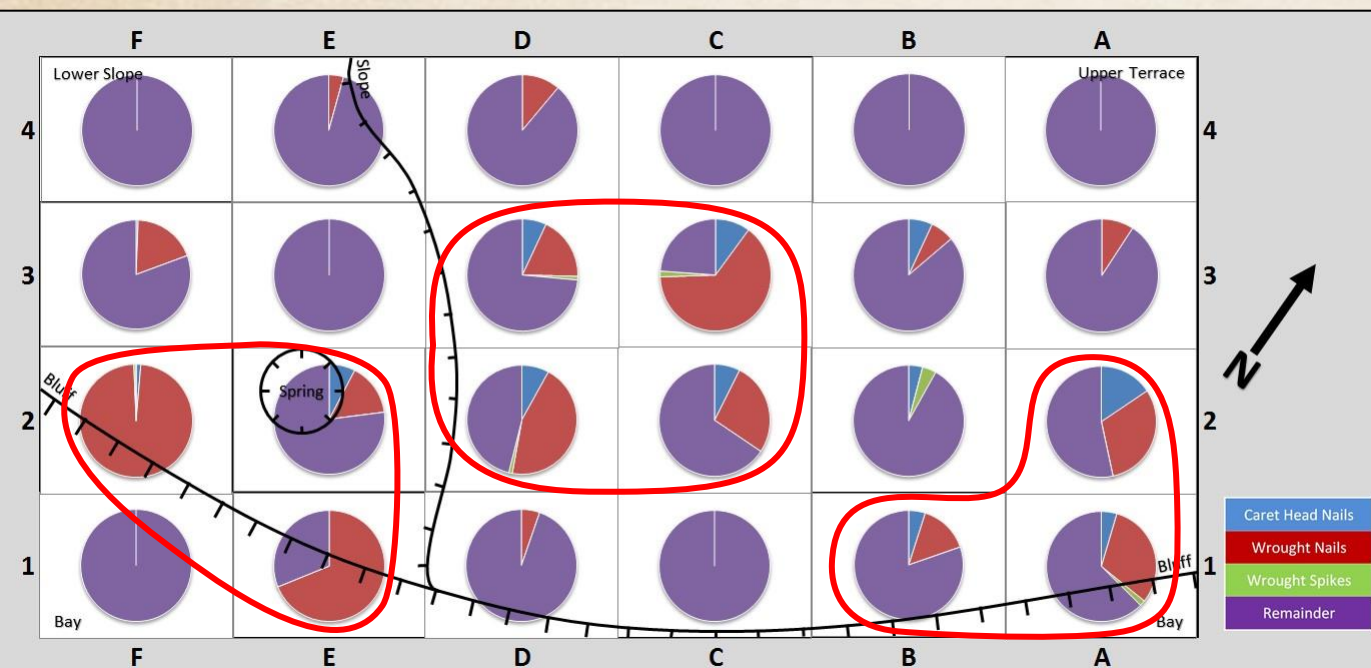 F E D C B A
Lower Slope
Slope
Upper Terrace
4 4
3 3
N
Bluff
Spring
2 2
Caret Head Nails
Wrought Nails
Wrought Spikes
Remainder
Bluff
1 1
Bay
Bay
F E D C B A